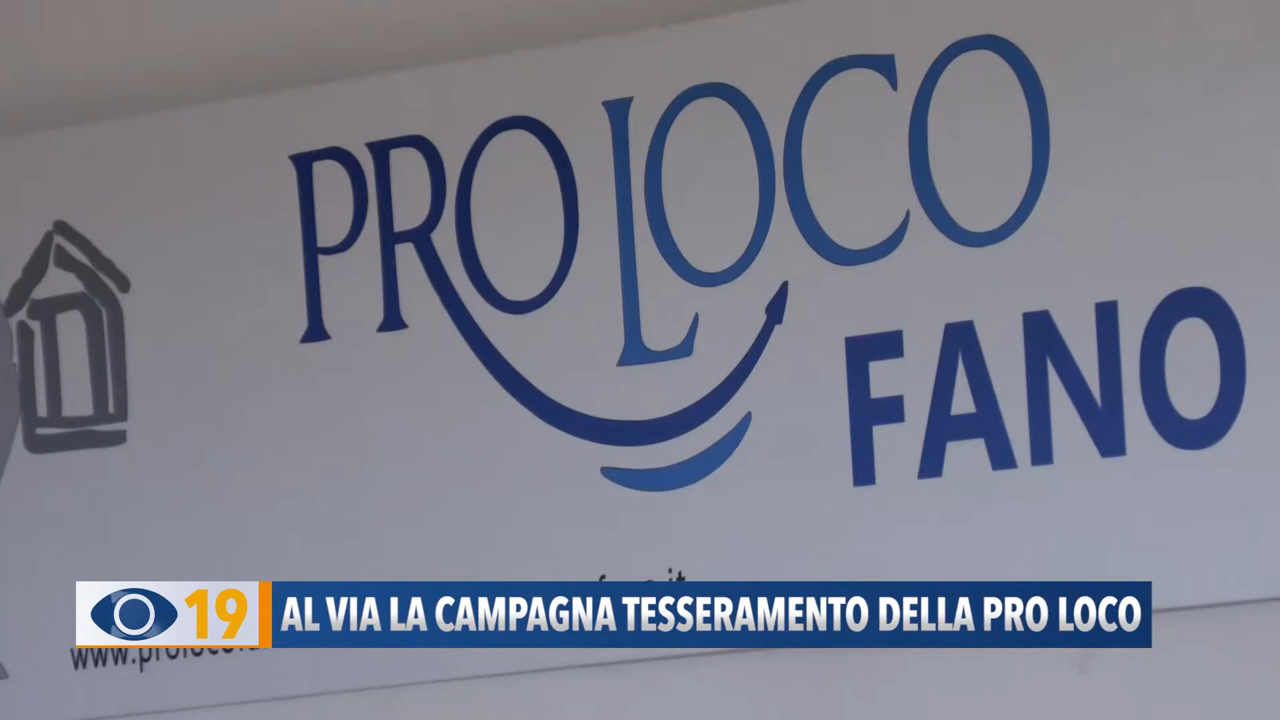 PRO LOCO
FANO
19
AL VIA LA CAMPAGNA TESSERAMENTO DELLA PRO LOCO